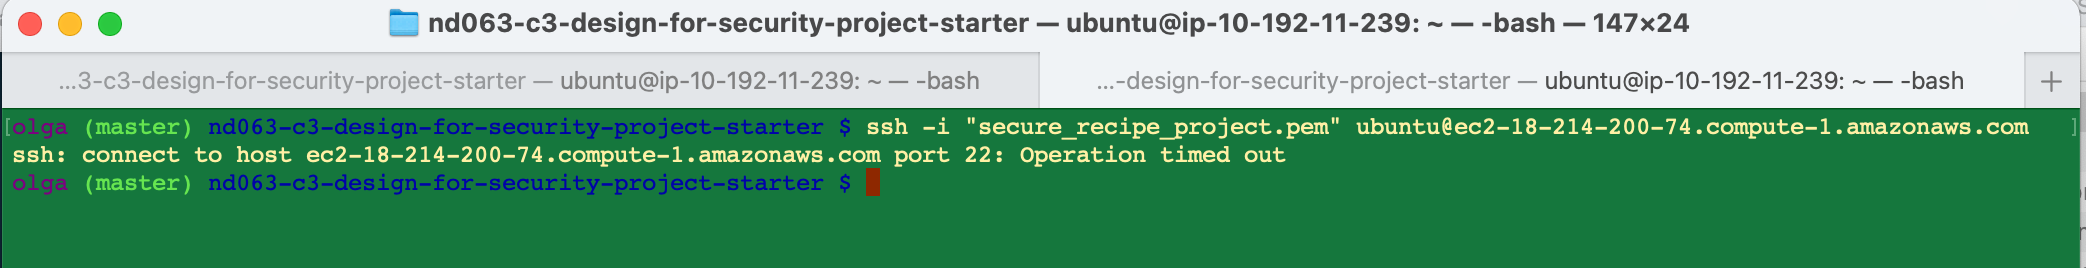 nd063-c3-design-for-security-project-starter — ubuntu@ip-10-192-11-239: ~ — -bash — 147×24
...3-c3-design-for-security-project-starter — ubuntu@ip-10-192-11-239: ~ — -bash
...-design-for-security-project-starter — ubuntu@ip-10-192-11-239: ~ — -bash
+
[olga (master) nd063-c3-design-for-security-project-starter $ ssh -i "secure_recipe_project.pem" ubuntu@ec2-18-214-200-74.compute-1.amazonaws.com ]
ssh: connect to host ec2-18-214-200-74.compute-1.amazonaws.com port 22: Operation timed out
olga (master) nd063-c3-design-for-security-project-starter $